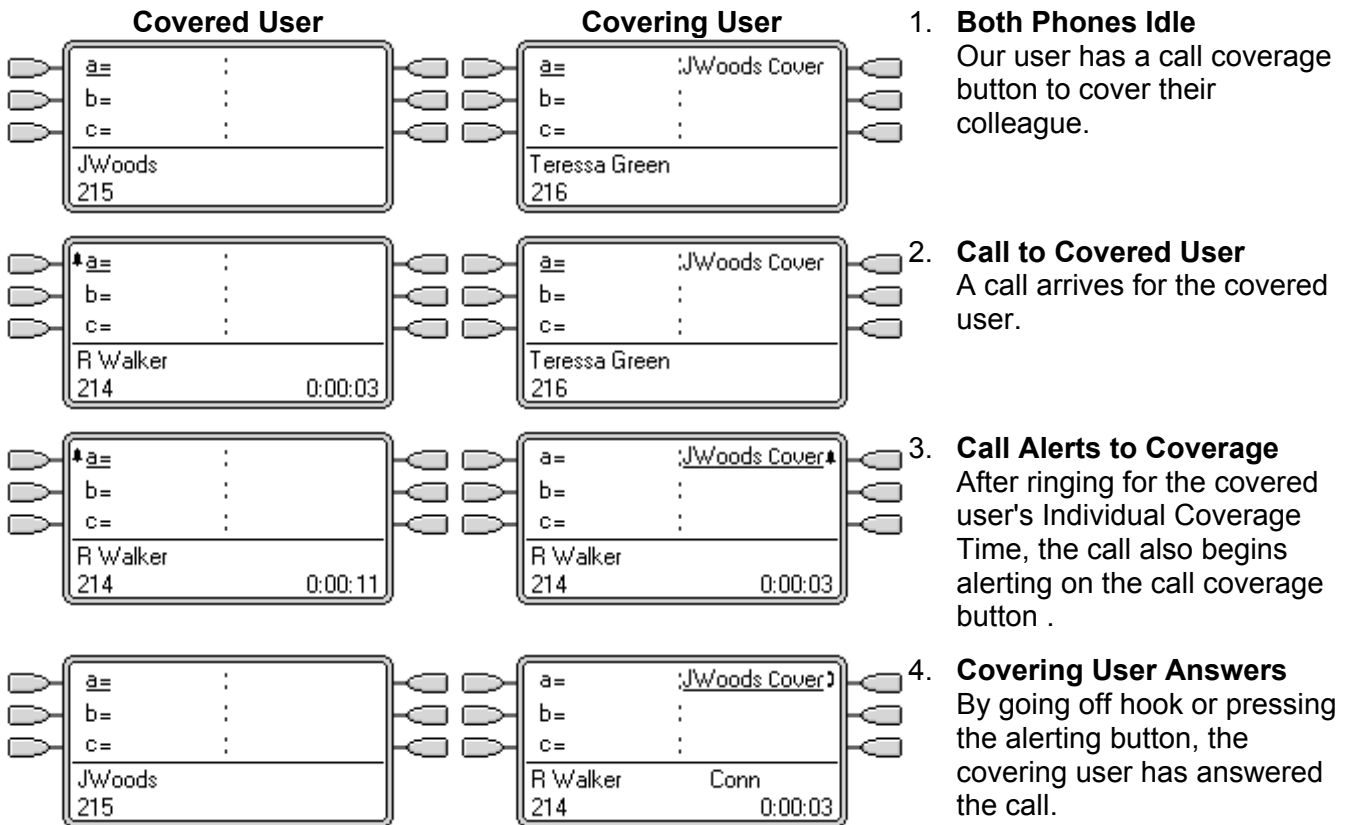 Covered User
Covering User
a= :
b= :
c= :
JWoods
215
a= :JWoods Cover
b= :
c= :
Teressa Green
216
1. Both Phones Idle
Our user has a call coverage
button to cover their
colleague.
a= :
b= :
c= :
R Walker
214 0:00:03
a= :JWoods Cover
b= :
c= :
Teressa Green
216
2. Call to Covered User
A call arrives for the covered
user.
a= :
b= :
c= :
R Walker
214 0:00:11
a= :JWoods Cover
b= :
c= :
R Walker
214 0:00:03
3. Call Alerts to Coverage
After ringing for the covered
user's Individual Coverage
Time, the call also begins
alerting on the call coverage
button .
a= :
b= :
c= :
JWoods
215
a= :JWoods Cover
b= :
c= :
R Walker Conn
214 0:00:03
4. Covering User Answers
By going off hook or pressing
the alerting button, the
covering user has answered
the call.